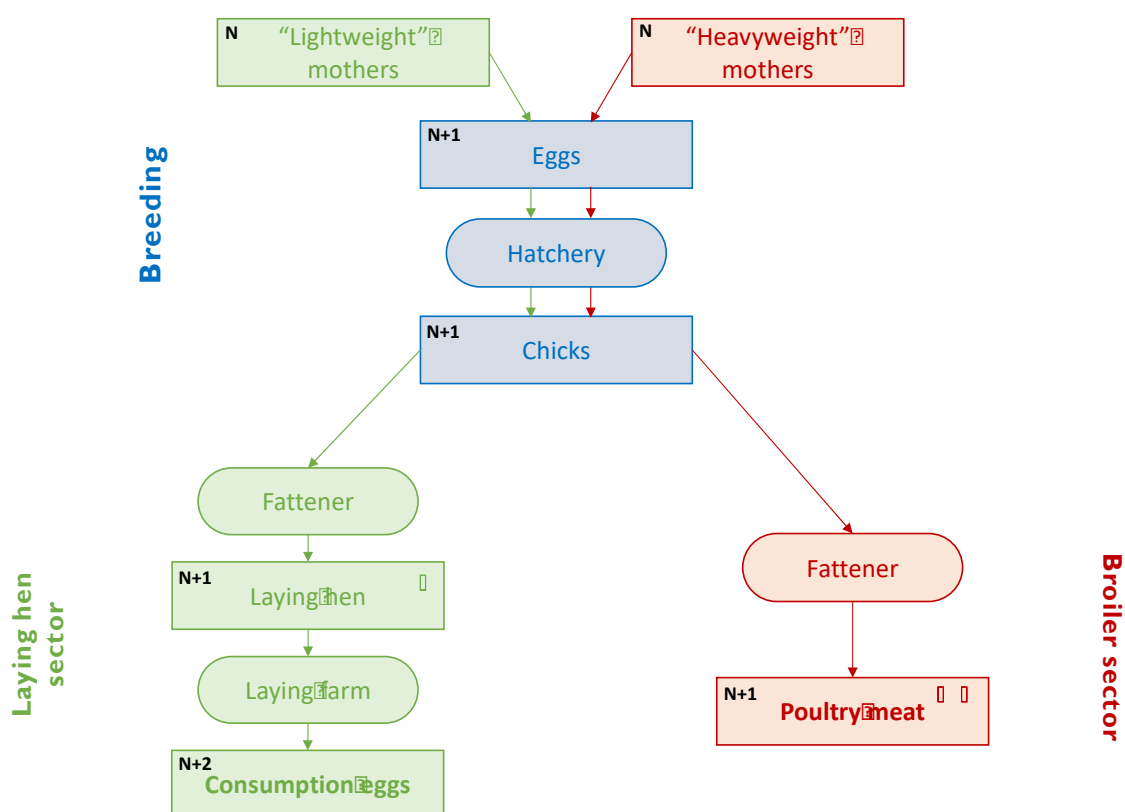 N
“Lightweight”
mothers
N
“Heavyweight”
mothers
N+1
Eggs
Breeding
Hatchery
N+1
Chicks
Fattener
Fattener
N+1
Laying hen
Laying hen
sector
Broiler sector
Laying farm
N+1
Poultry meat
N+2
Consumption eggs